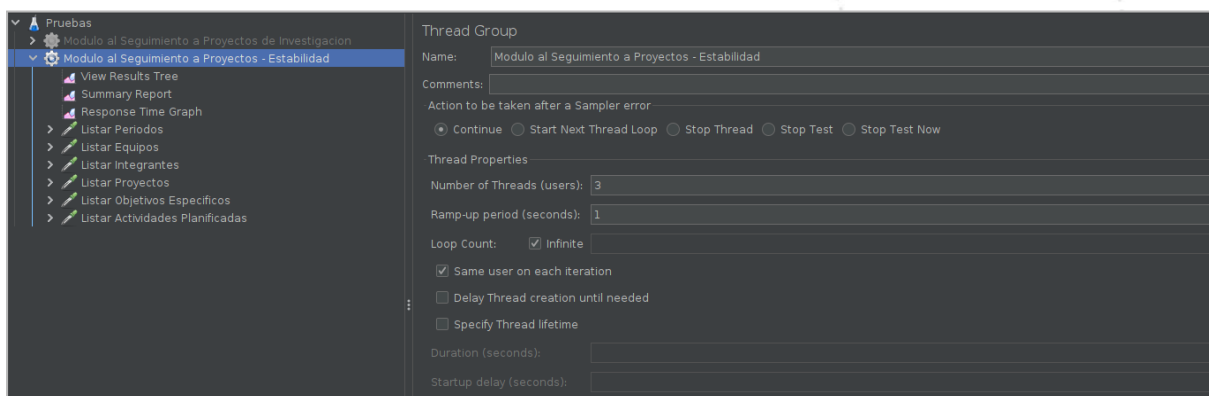 Pruebas
Modulo al Seguimiento a Proyectos de Investigacion
Modulo al Seguimiento a Proyectos - Estabilidad
View Results Tree
Summary Report
Response Time Graph
Listar Periodos
Listar Equipos
Listar Integrantes
Listar Proyectos
Listar Objetivos Especificos
Listar Actividades Planificadas
Thread Group
Name: Modulo al Seguimiento a Proyectos - Estabilidad
Comments:
Action to be taken after a Sampler error
Continue Start Next Thread Loop Stop Thread Stop Test Stop Test Now
Thread Properties
Number of Threads (users): 3
Ramp-up period (seconds): 1
Loop Count: Infinite
Same user on each iteration
Delay Thread creation until needed
Specify Thread lifetime
Duration (seconds):
Startup delay (seconds):